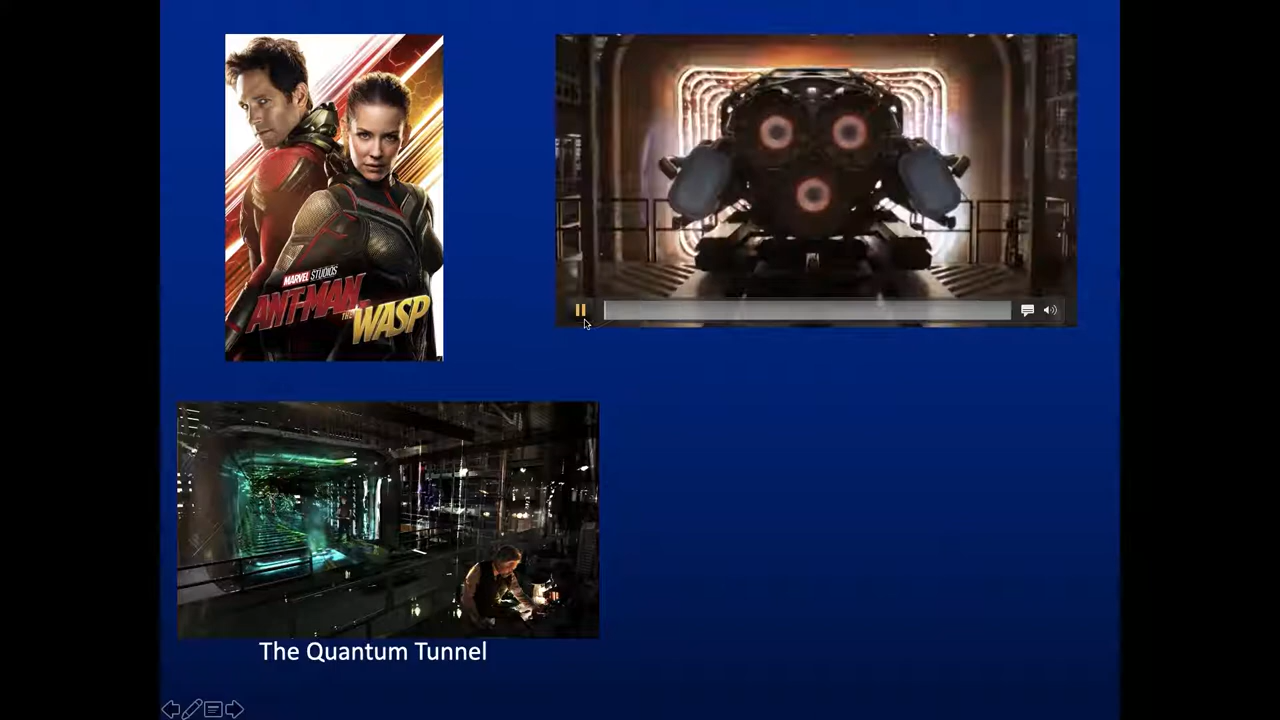 MARVEL STUDIOS
ANT-MAN
AND THE
WASP
The Quantum Tunnel